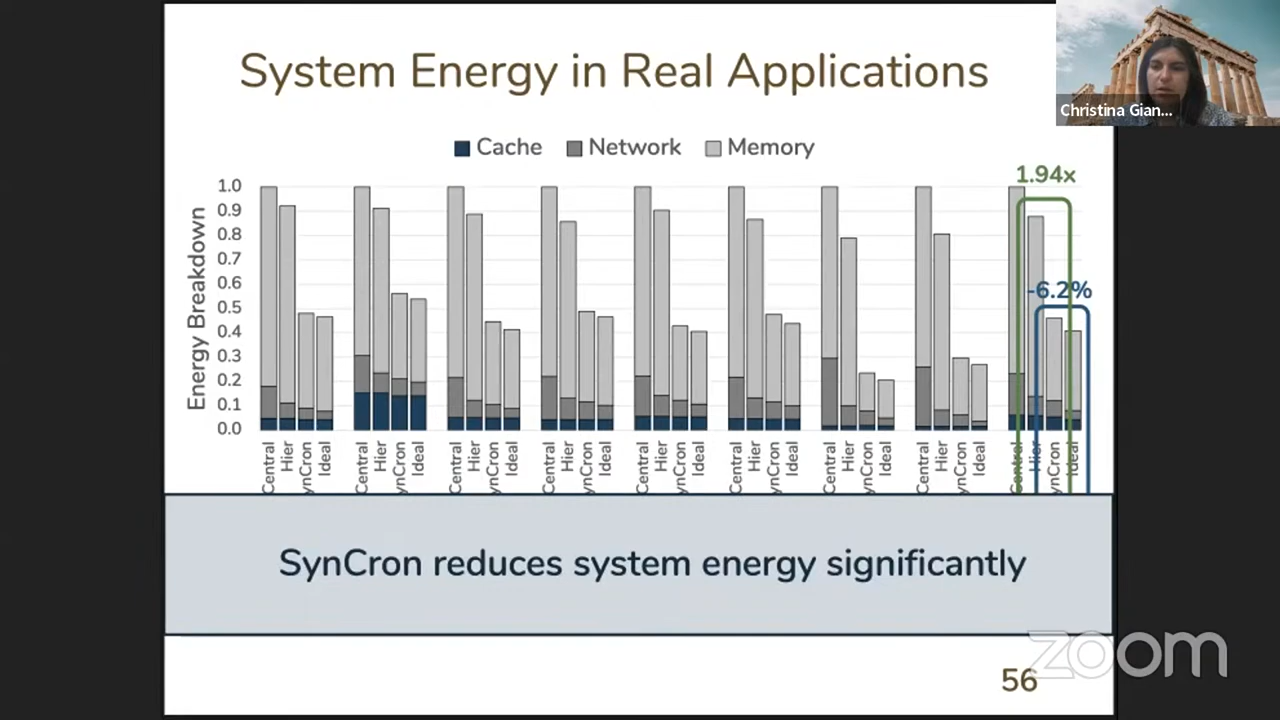 System Energy in Real Applications
Christina Gian...
Cache Network Memory
1.94x
-6.2%
Energy Breakdown
1.0
0.9
0.8
0.7
0.6
0.5
0.4
0.3
0.2
0.1
0.0
Central Hier ynCron Ideal
Central Hier ynCron Ideal
Central Hier ynCron Ideal
Central Hier ynCron Ideal
Central Hier ynCron Ideal
Central Hier ynCron Ideal
Central Hier ynCron Ideal
Central Hier ynCron Ideal
Central Hier ynCron Ideal
SynCron reduces system energy significantly
56
zoom